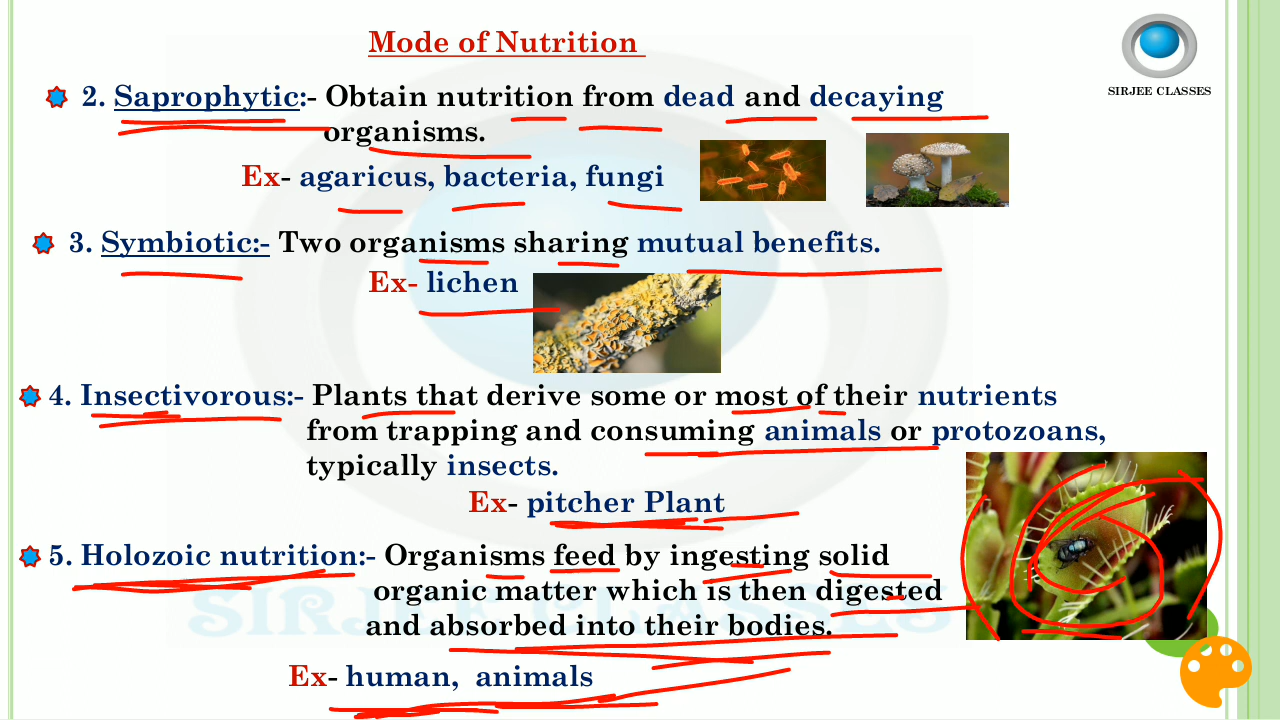 Mode of Nutrition
SIRJEE CLASSES
2. Saprophytic:- Obtain nutrition from dead and decaying
organisms.
Ex- agaricus, bacteria, fungi
3. Symbiotic:- Two organisms sharing mutual benefits.
Ex- lichen
4. Insectivorous:- Plants that derive some or most of their nutrients
from trapping and consuming animals or protozoans,
typically insects.
Ex- pitcher Plant
5. Holozoic nutrition:- Organisms feed by ingesting solid
organic matter which is then digested
and absorbed into their bodies.
SIRJEE CLASSES
Ex- human, animals